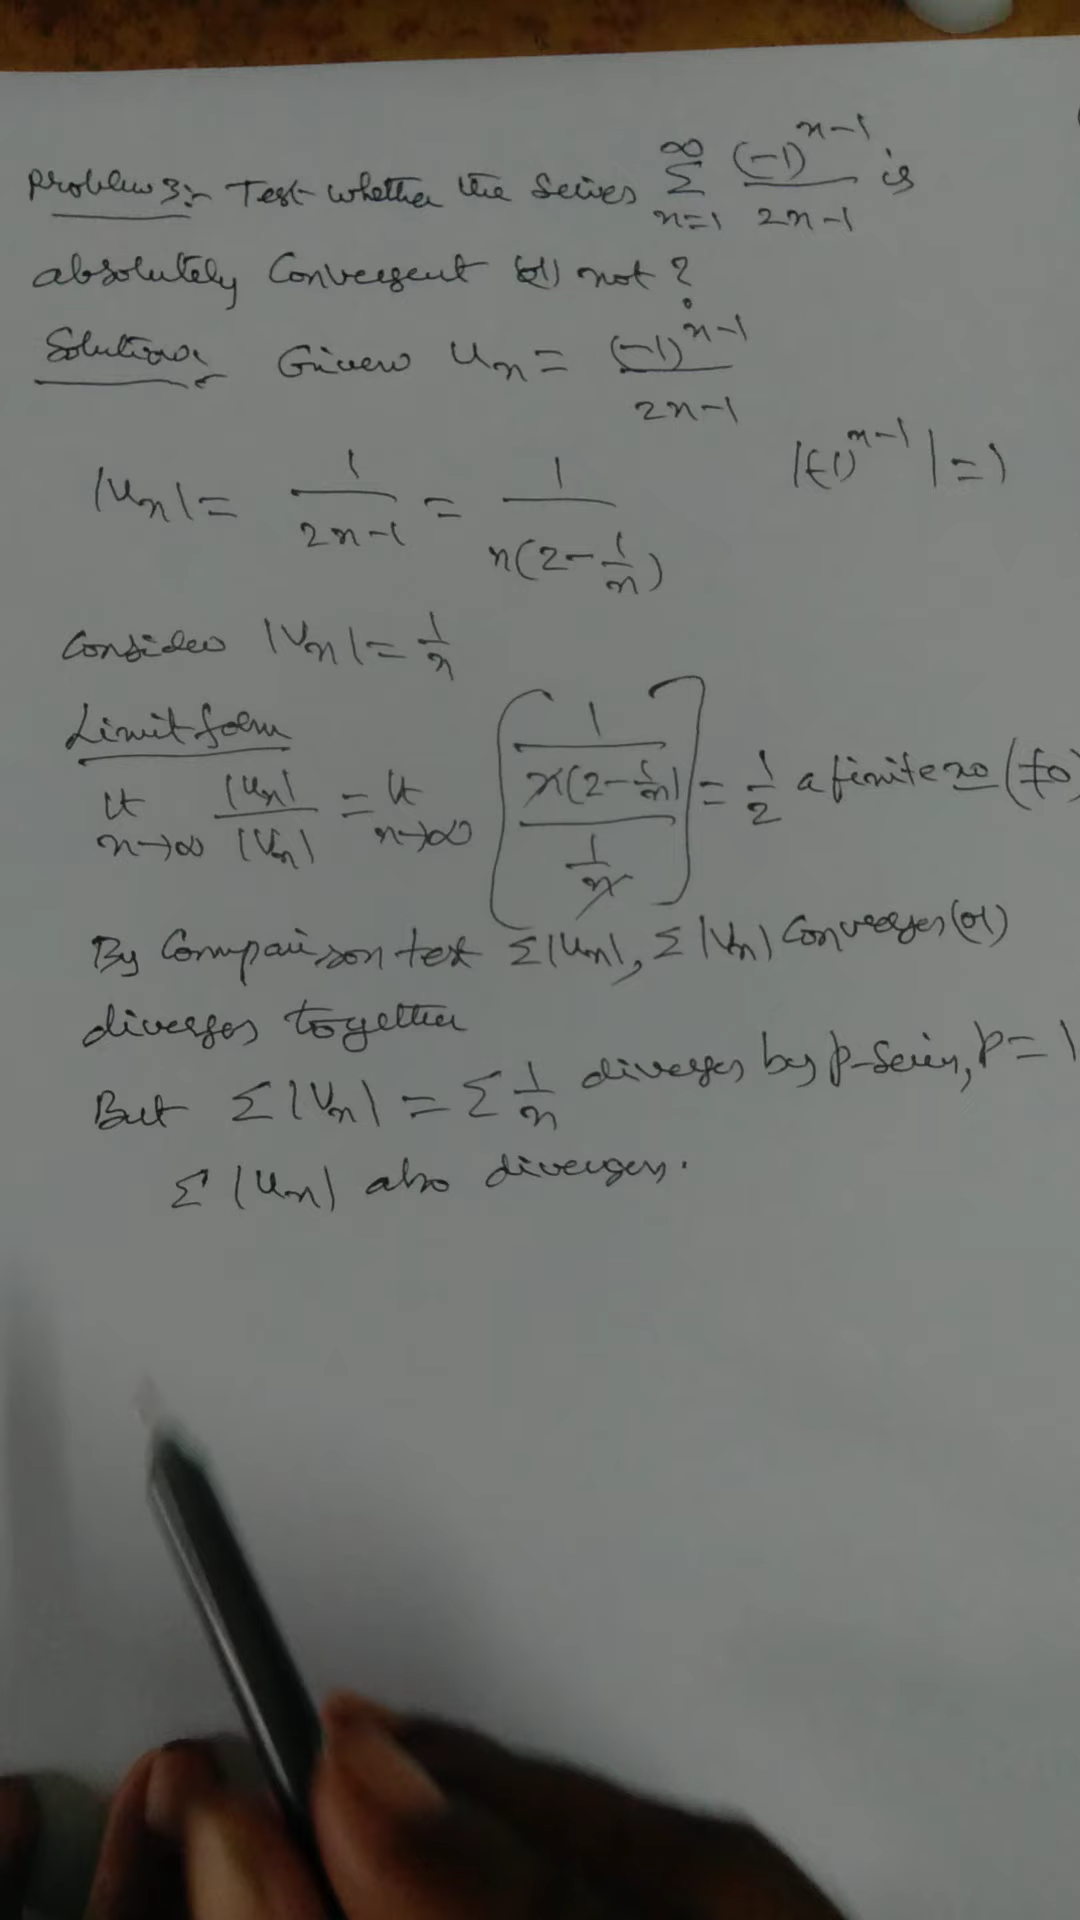 Problem 3:- Test whether the Series ∑_{n=1}^{∞} (-1)^{n-1} / (2n-1) is
absolutely Convergent (or) not ?
Solution:- Given u_n = (-1)^{n-1} / (2n-1)
|u_n| = 1/(2n-1) = 1/(n(2 - 1/n)) |(-1)^{n-1}| = 1
Consider |V_n| = 1/n
Limit form
Lt_{n→∞} |u_n|/|V_n| = Lt_{n→∞} [ (1/(n(2 - 1/n))) / (1/n) ] = 1/2 a finite no (≠0)
By Comparison test Σ|u_n|, Σ|V_n| Converges (or)
diverges together
But Σ|V_n| = Σ 1/n diverges by p-Series, p = 1
Σ|u_n| also diverges.